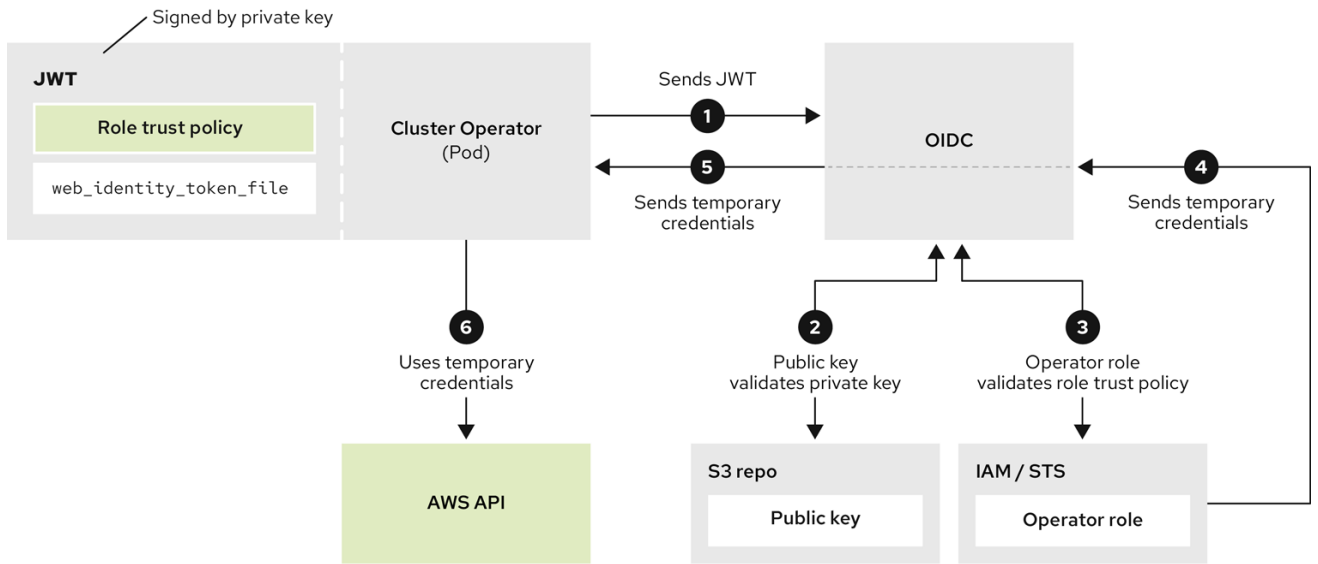 Signed by private key
JWT
Role trust policy
web_identity_token_file
Cluster Operator
(Pod)
Sends JWT
1
5
Sends temporary
credentials
OIDC
4
Sends temporary
credentials
6
Uses temporary
credentials
2
Public key
validates private key
3
Operator role
validates role trust policy
AWS API
S3 repo
Public key
IAM / STS
Operator role